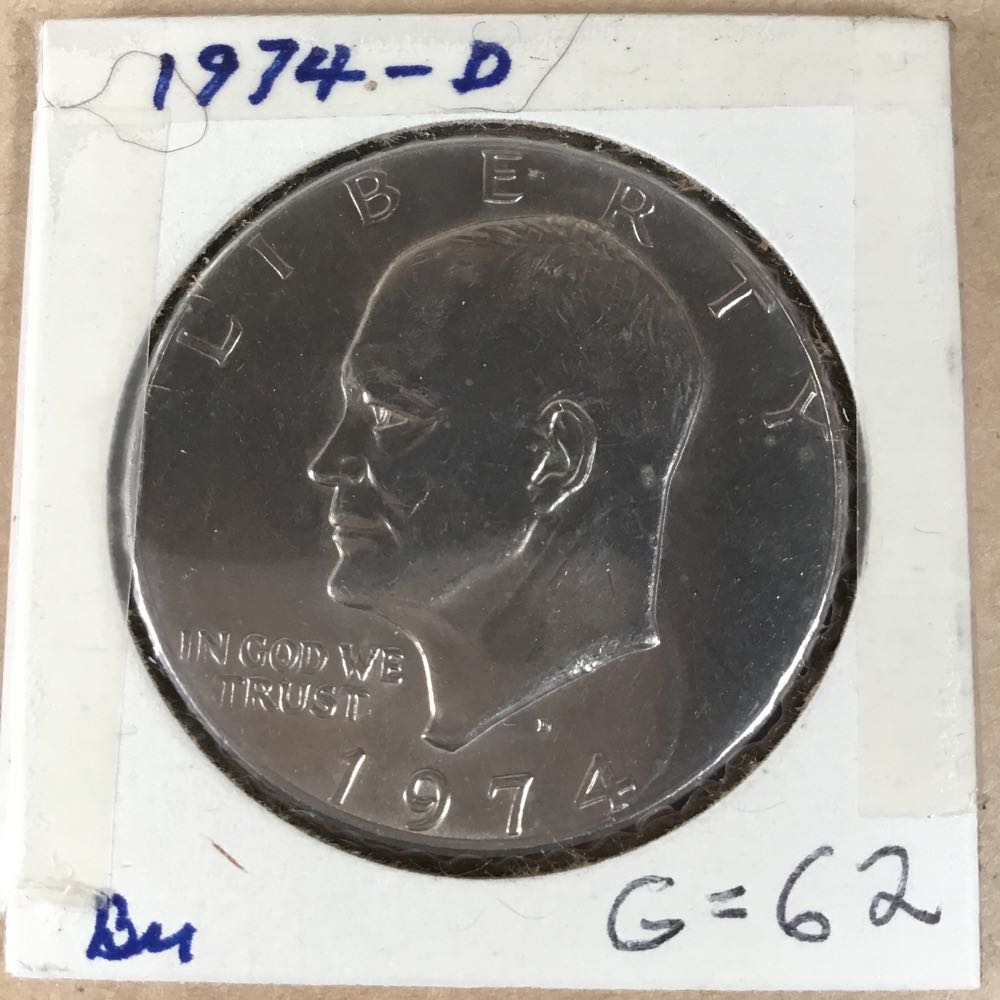 1974-D
LIBERTY
IN GOD WE
TRUST
D
1974
Bu
G=62